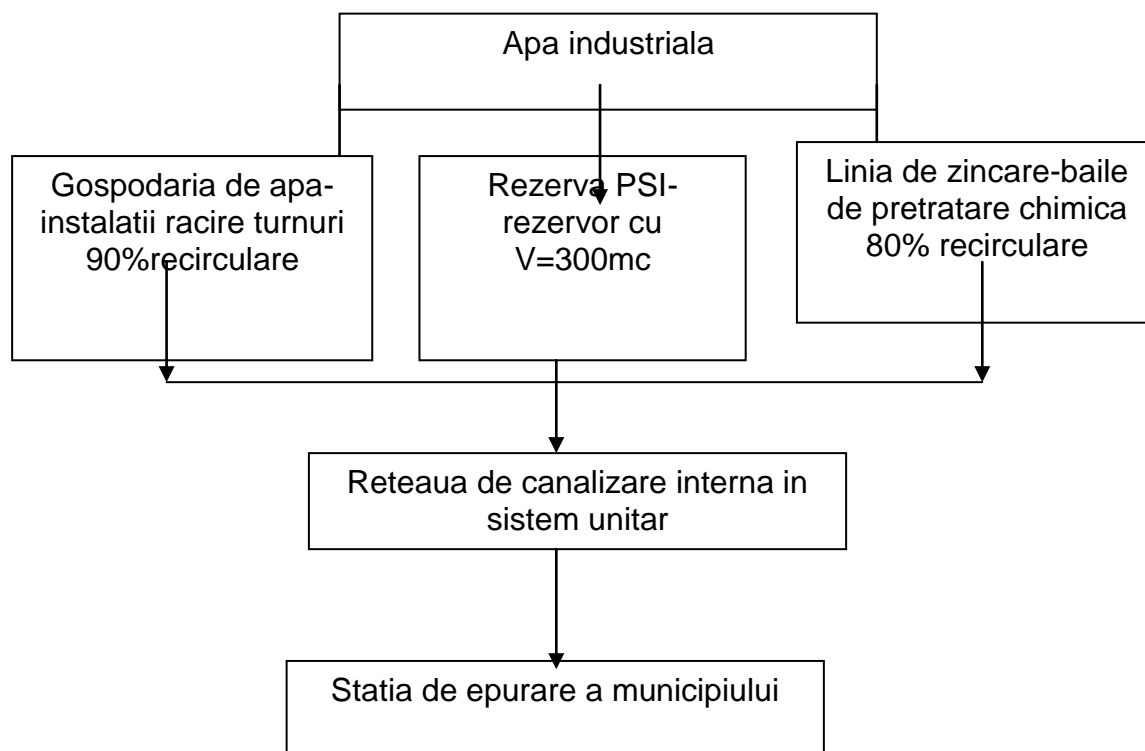 Apa industriala
Gospodaria de apa-
instalatii racire turnuri
90%recirculare
Rezerva PSI-
rezervor cu
V=300mc
Linia de zincare-baile
de pretratare chimica
80% recirculare
Reteaua de canalizare interna in
sistem unitar
Statia de epurare a municipiului